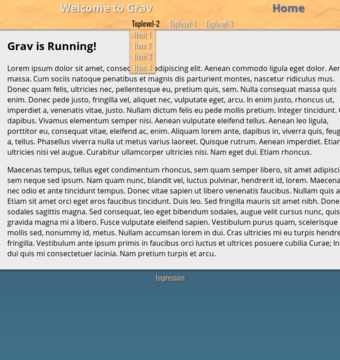 Welcome to Grav
Home
Toplevel-2 Toplevel-1 Toplevel-3
Item 1
Item 2
Item 3
Item 4
Grav is Running!
Lorem ipsum dolor sit amet, consec adipiscing elit. Aenean commodo ligula eget dolor. Aen
massa. Cum sociis natoque penatibus et magnis dis parturient montes, nascetur ridiculus mus.
Donec quam felis, ultricies nec, pellentesque eu, pretium quis, sem. Nulla consequat massa quis
enim. Donec pede justo, fringilla vel, aliquet nec, vulputate eget, arcu. In enim justo, rhoncus ut,
imperdiet a, venenatis vitae, justo. Nullam dictum felis eu pede mollis pretium. Integer tincidunt. C
dapibus. Vivamus elementum semper nisi. Aenean vulputate eleifend tellus. Aenean leo ligula,
porttitor eu, consequat vitae, eleifend ac, enim. Aliquam lorem ante, dapibus in, viverra quis, feug
a, tellus. Phasellus viverra nulla ut metus varius laoreet. Quisque rutrum. Aenean imperdiet. Etiam
ultricies nisi vel augue. Curabitur ullamcorper ultricies nisi. Nam eget dui. Etiam rhoncus.
Maecenas tempus, tellus eget condimentum rhoncus, sem quam semper libero, sit amet adipisci
sem neque sed ipsum. Nam quam nunc, blandit vel, luctus pulvinar, hendrerit id, lorem. Maecena
nec odio et ante tincidunt tempus. Donec vitae sapien ut libero venenatis faucibus. Nullam quis a
Etiam sit amet orci eget eros faucibus tincidunt. Duis leo. Sed fringilla mauris sit amet nibh. Done
sodales sagittis magna. Sed consequat, leo eget bibendum sodales, augue velit cursus nunc, quis
gravida magna mi a libero. Fusce vulputate eleifend sapien. Vestibulum purus quam, scelerisque
mollis sed, nonummy id, metus. Nullam accumsan lorem in dui. Cras ultricies mi eu turpis hendre
fringilla. Vestibulum ante ipsum primis in faucibus orci luctus et ultrices posuere cubilia Curae; In
dui quis mi consectetuer lacinia. Nam pretium turpis et arcu.
Impressum